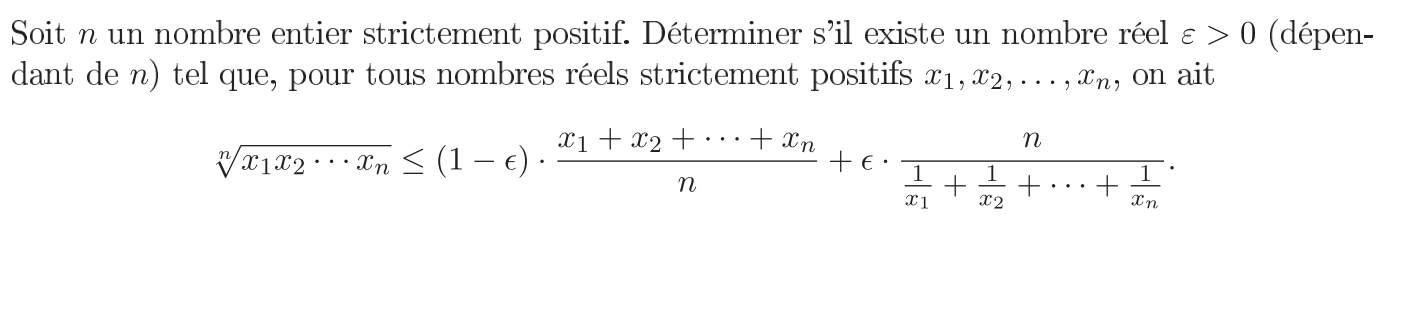 Soit $n$ un nombre entier strictement positif. Déterminer s'il existe un nombre réel $\varepsilon > 0$ (dépen-
dant de $n$) tel que, pour tous nombres réels strictement positifs $x_1, x_2, \ldots, x_n$, on ait
$$\sqrt[n]{x_1 x_2 \cdots x_n} \leq (1 - \epsilon) \cdot \frac{x_1 + x_2 + \cdots + x_n}{n} + \epsilon \cdot \frac{n}{\frac{1}{x_1} + \frac{1}{x_2} + \cdots + \frac{1}{x_n}}.$$